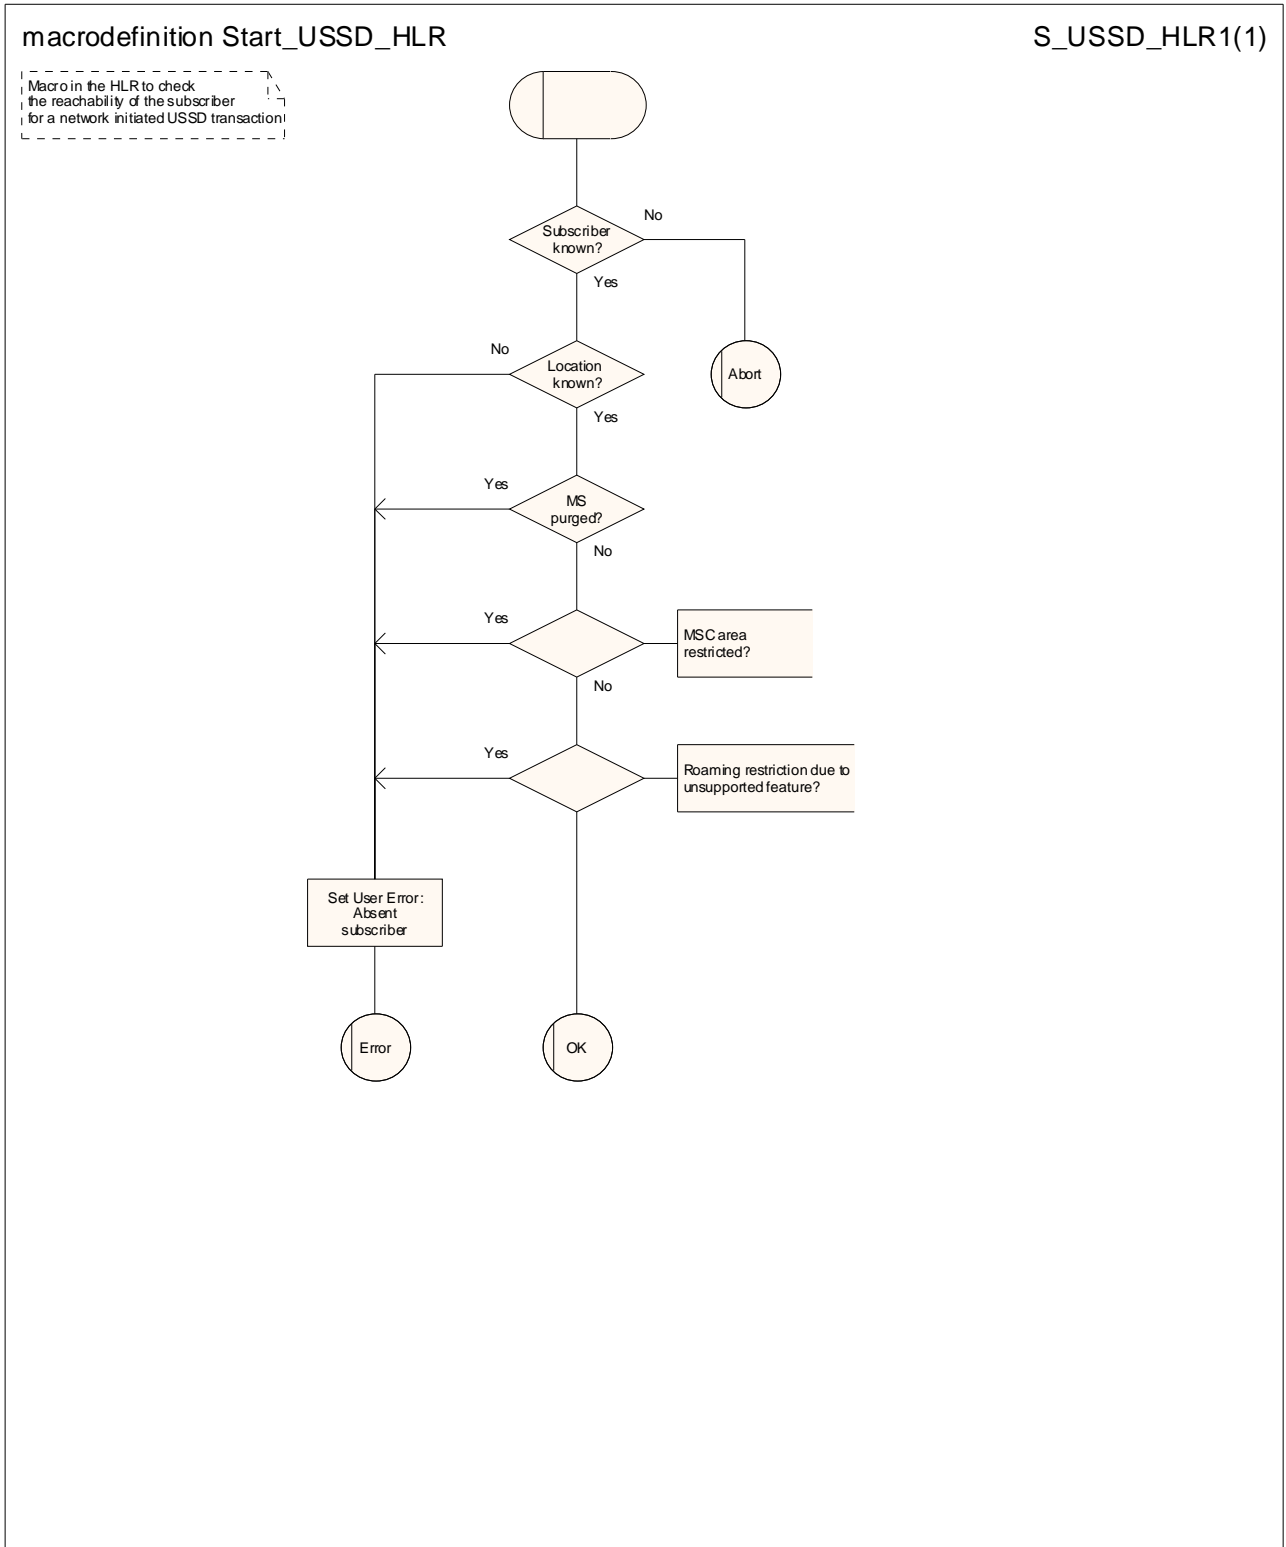 macrodefinition Start_USSD_HLR
S_USSD_HLR1(1)
Macro in the HLR to check
the reachability of the subscriber
for a network initiated USSD transaction
Subscriber
known?
No
Yes
Abort
Location
known?
No
Yes
MS
purged?
Yes
No
Yes
MSC area
restricted?
No
Yes
Roaming restriction due to
unsupported feature?
Set User Error:
Absent
subscriber
Error
OK